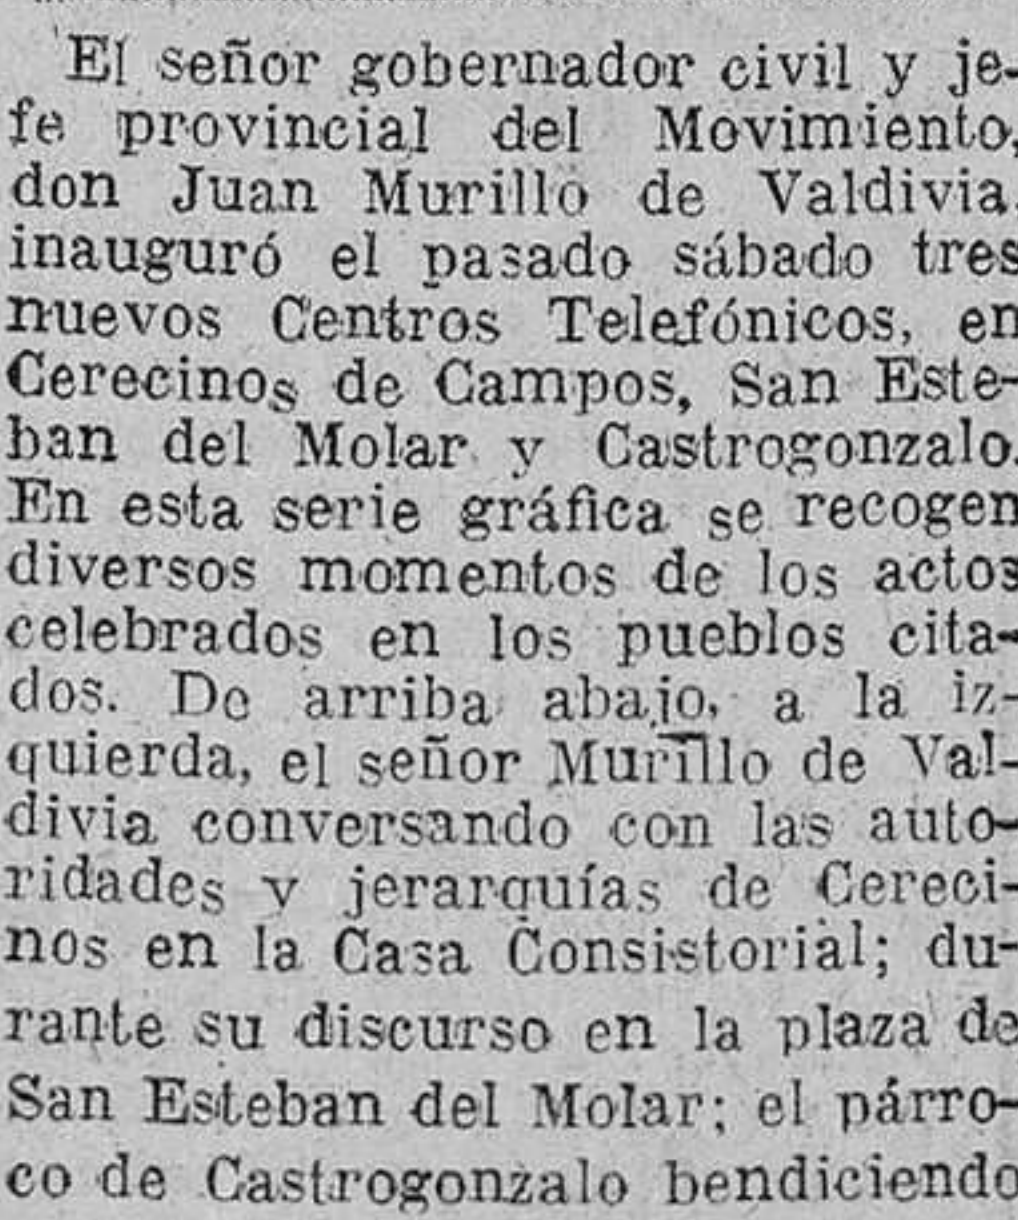 El señor gobernador civil y je-
fe provincial del Movimiento,
don Juan Murillo de Valdivia,
inauguró el pasado sábado tres
nuevos Centros Telefónicos, en
Cerecinos de Campos, San Este-
ban del Molar y Castrogonzalo.
En esta serie gráfica se recogen
diversos momentos de los actos
celebrados en los pueblos cita-
dos. De arriba abajo, a la iz-
quierda, el señor Murillo de Val-
divia conversando con las auto-
ridades y jerarquías de Cereci-
nos en la Casa Consistorial; du-
rante su discurso en la plaza de
San Esteban del Molar; el párro-
co de Castrogonzalo bendiciendo